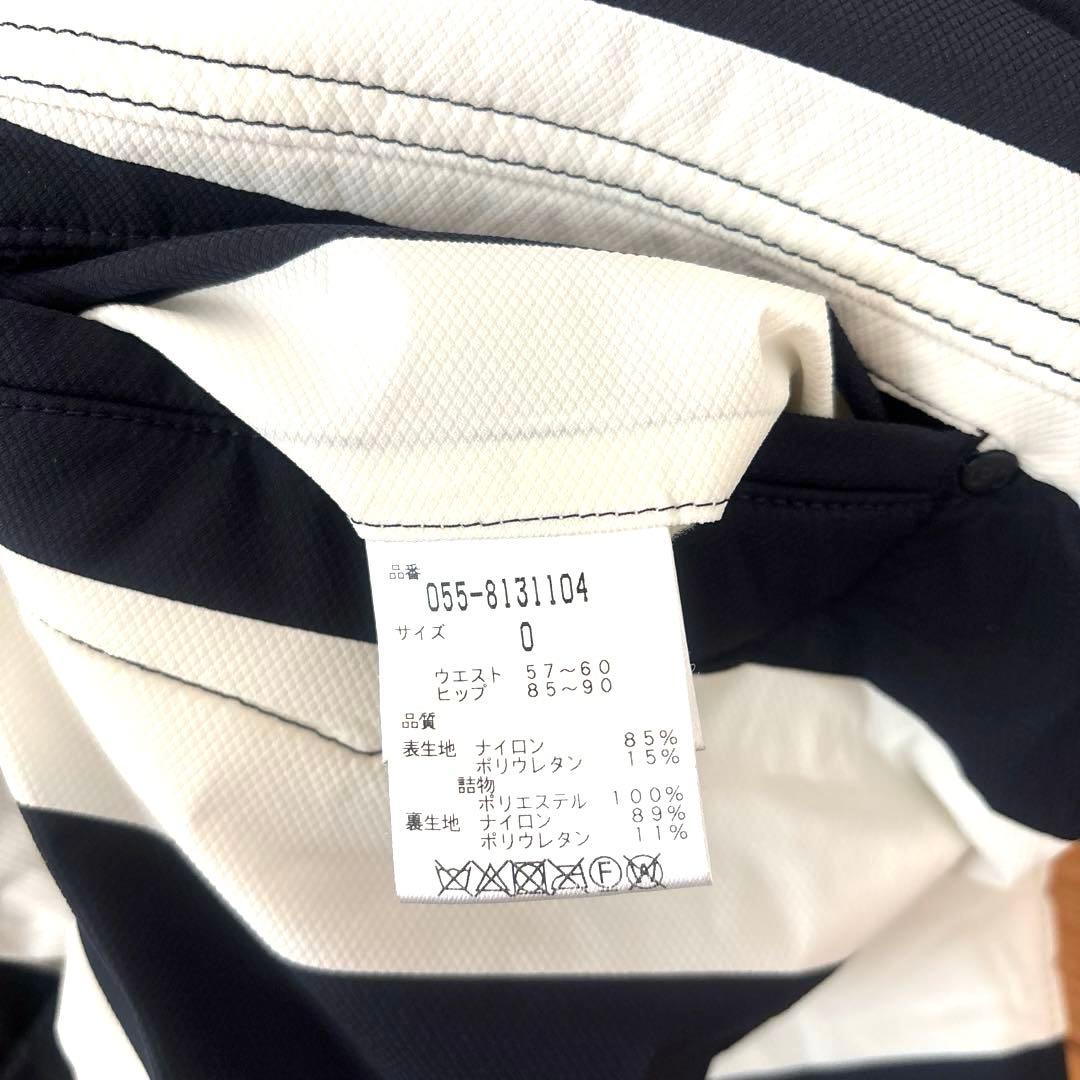 品番
055-8131104
サイズ 0
ウエスト 57〜60
ヒップ 85〜90
品質
表生地 ナイロン 85%
ポリウレタン 15%
詰物
ポリエステル 100%
裏生地 ナイロン 89%
ポリウレタン 11%
F W